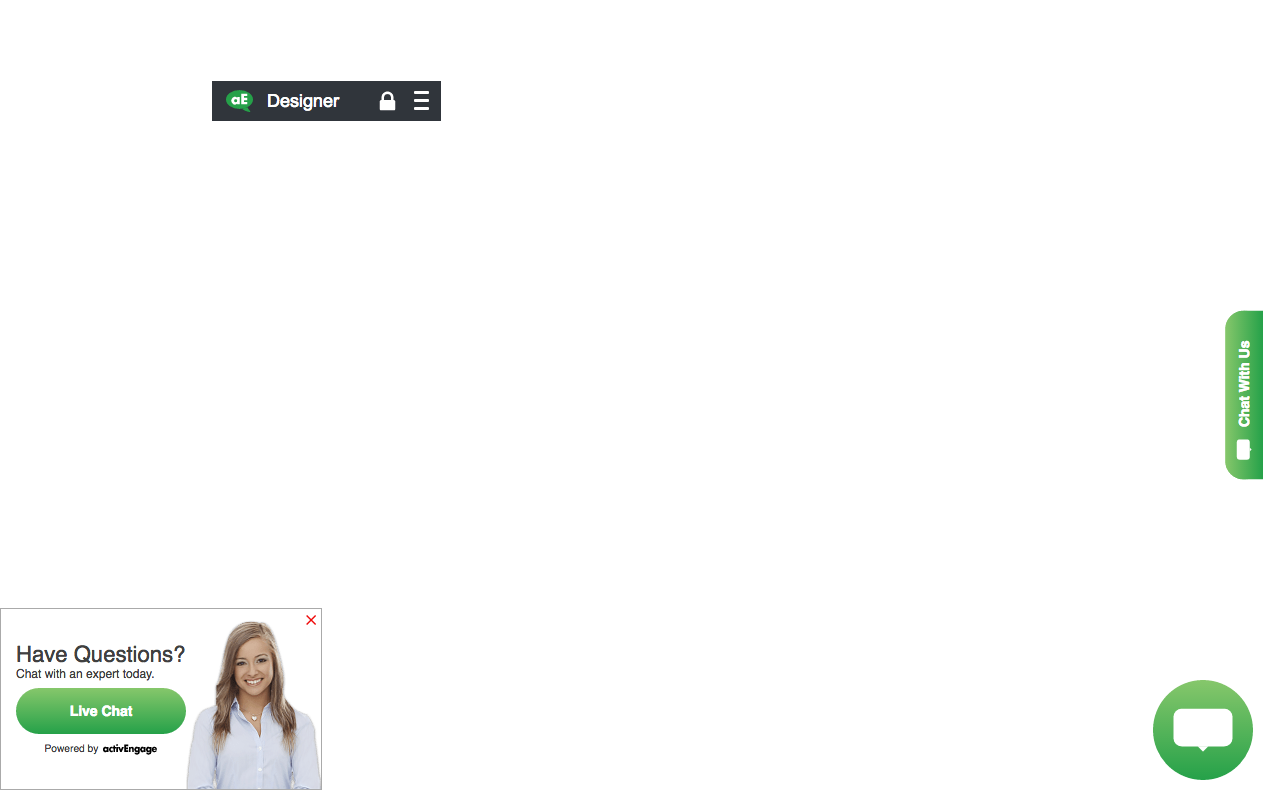 aE Designer
Chat With Us
Have Questions?
Chat with an expert today.
Live Chat
Powered by activEngage